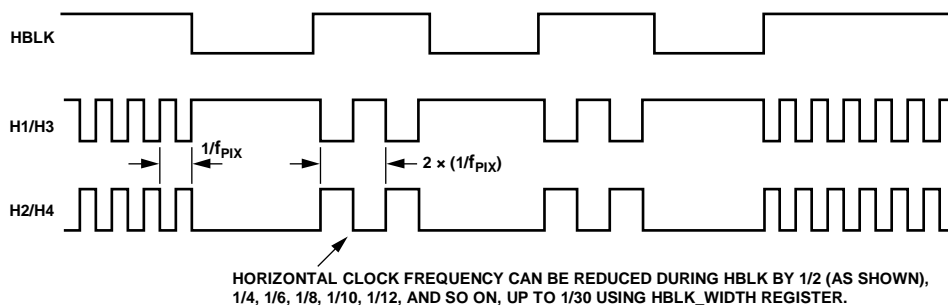 HBLK
H1/H3
1/fPIX
2 × (1/fPIX)
H2/H4
HORIZONTAL CLOCK FREQUENCY CAN BE REDUCED DURING HBLK BY 1/2 (AS SHOWN),
1/4, 1/6, 1/8, 1/10, 1/12, AND SO ON, UP TO 1/30 USING HBLK_WIDTH REGISTER.